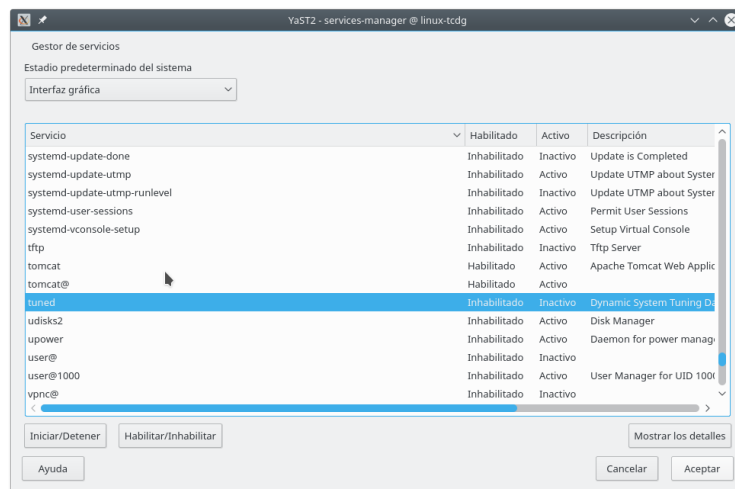 YaST2 - services-manager @ linux-tcdg
Gestor de servicios
Estadio predeterminado del sistema
Interfaz gráfica
Servicio Habilitado Activo Descripción
systemd-update-done Inhabilitado Inactivo Update is Completed
systemd-update-utmp Inhabilitado Activo Update UTMP about System
systemd-update-utmp-runlevel Inhabilitado Inactivo Update UTMP about System
systemd-user-sessions Inhabilitado Activo Permit User Sessions
systemd-vconsole-setup Inhabilitado Activo Setup Virtual Console
tftp Inhabilitado Inactivo Tftp Server
tomcat Habilitado Activo Apache Tomcat Web Applic
tomcat@ Habilitado Activo
tuned Inhabilitado Inactivo Dynamic System Tuning Da
udisks2 Inhabilitado Activo Disk Manager
upower Inhabilitado Activo Daemon for power manag
user@ Inhabilitado Inactivo
user@1000 Inhabilitado Activo User Manager for UID 1000
vpnc@ Inhabilitado Inactivo
Iniciar/Detener Habilitar/Inhabilitar Mostrar los detalles
Ayuda Cancelar Aceptar